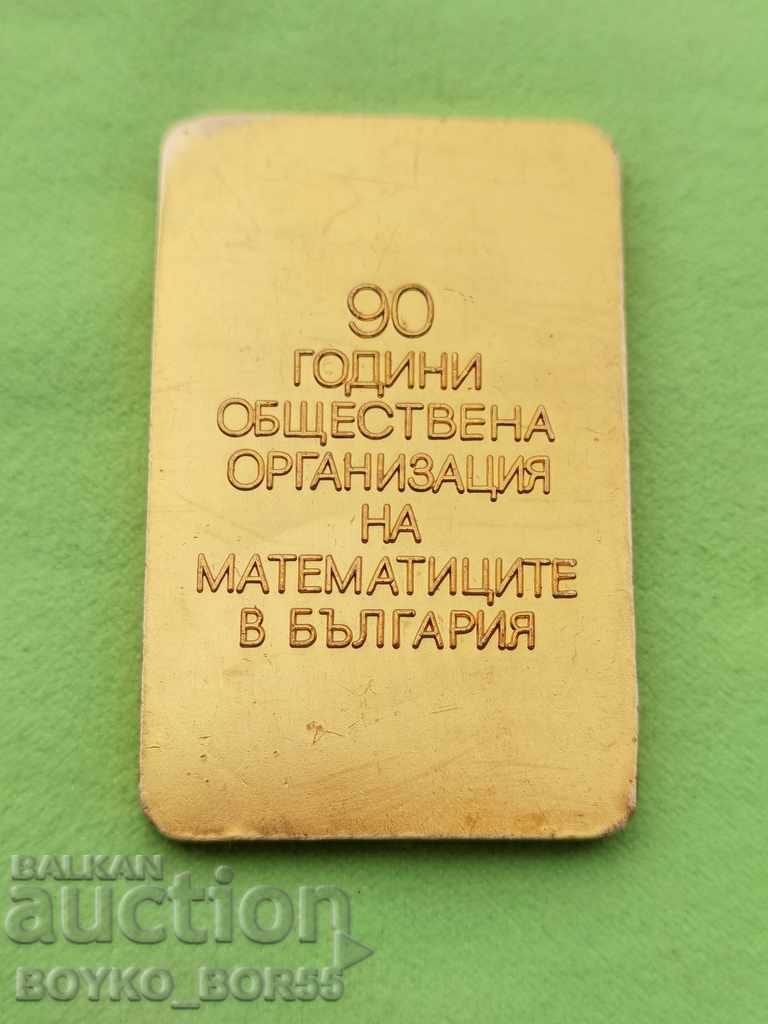 90
ГОДИНИ
ОБЩЕСТВЕНА
ОРГАНИЗАЦИЯ
НА
МАТЕМАТИЦИТЕ
В БЪЛГАРИЯ
BALKAN
auction
BOYKO_BOR55